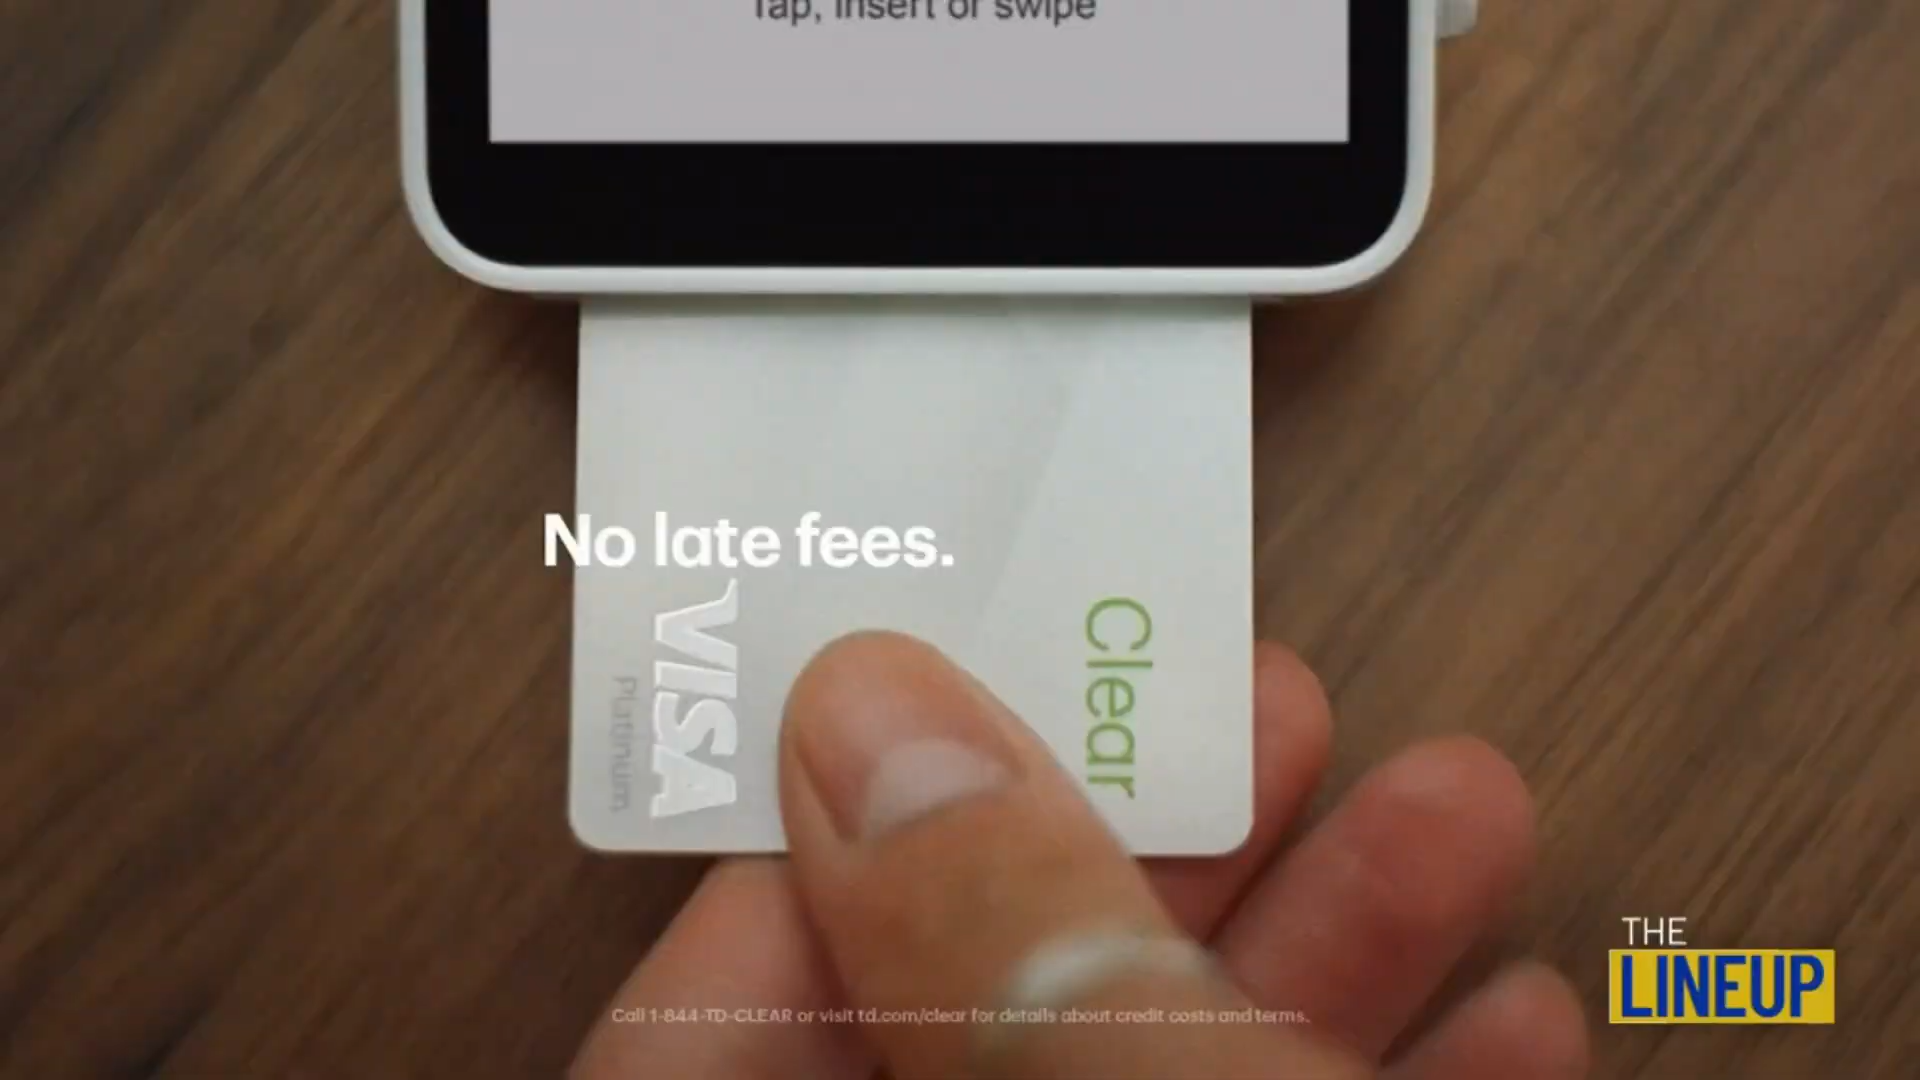 Tap, Insert or swipe
No late fees.
VISA
Platinum
Clear
THE
LINEUP
Call 1-844-TD-CLEAR or visit td.com/clear for details about credit costs and terms.